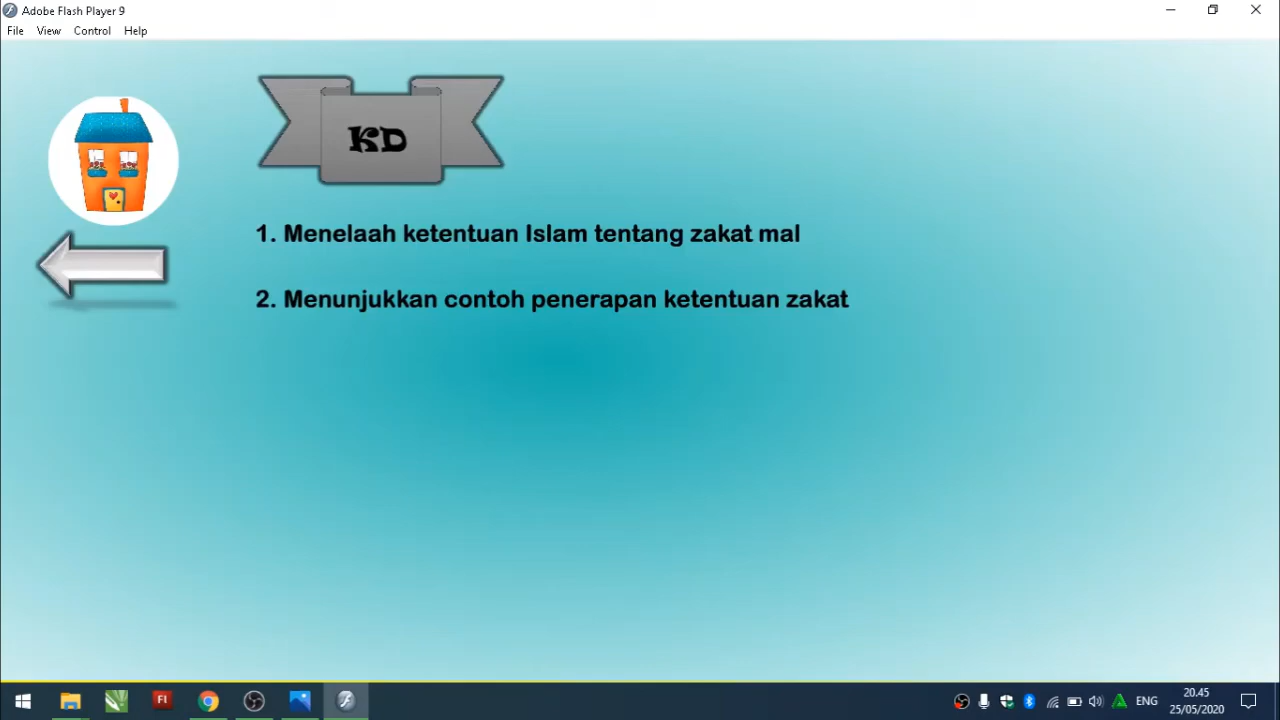 Adobe Flash Player 9
File View Control Help
KD
1. Menelaah ketentuan Islam tentang zakat mal
2. Menunjukkan contoh penerapan ketentuan zakat
Fl
ENG
20.45
25/05/2020